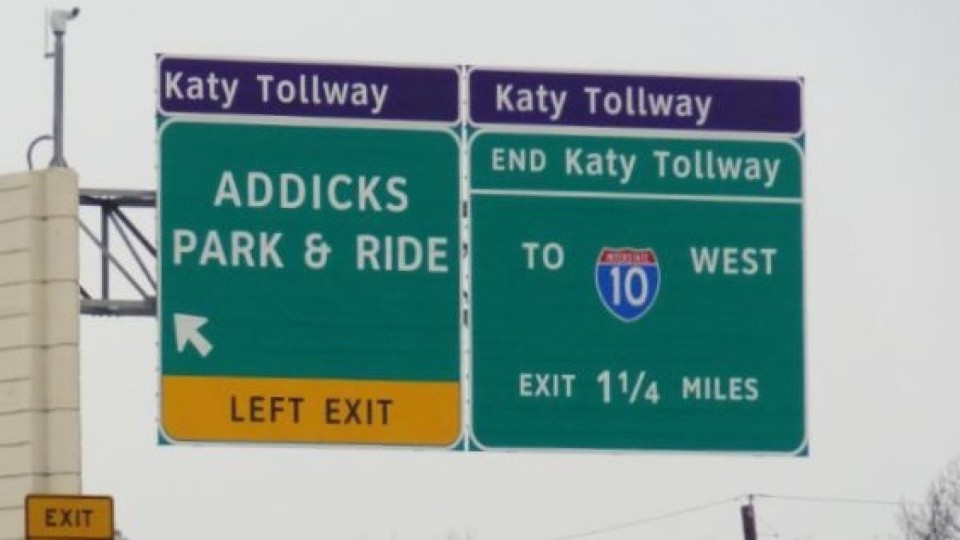 Katy Tollway
ADDICKS
PARK & RIDE
LEFT EXIT
Katy Tollway
END Katy Tollway
TO INTERSTATE 10 WEST
EXIT 1 1/4 MILES
EXIT